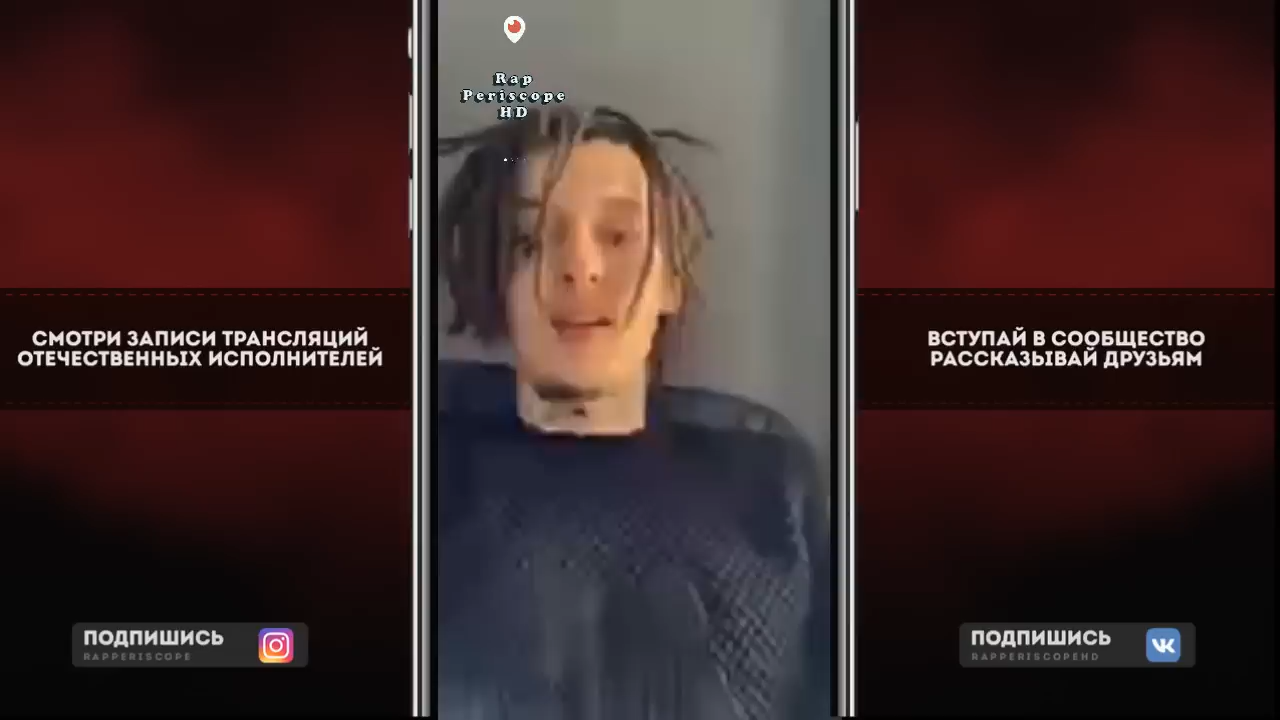 Rap
Periscope
HD
СМОТРИ ЗАПИСИ ТРАНСЛЯЦИЙ
ОТЕЧЕСТВЕННЫХ ИСПОЛНИТЕЛЕЙ
ВСТУПАЙ В СООБЩЕСТВО
РАССКАЗЫВАЙ ДРУЗЬЯМ
ПОДПИШИСЬ
RAPPERISCOPE
ПОДПИШИСЬ
RAPPERISCOPEHD